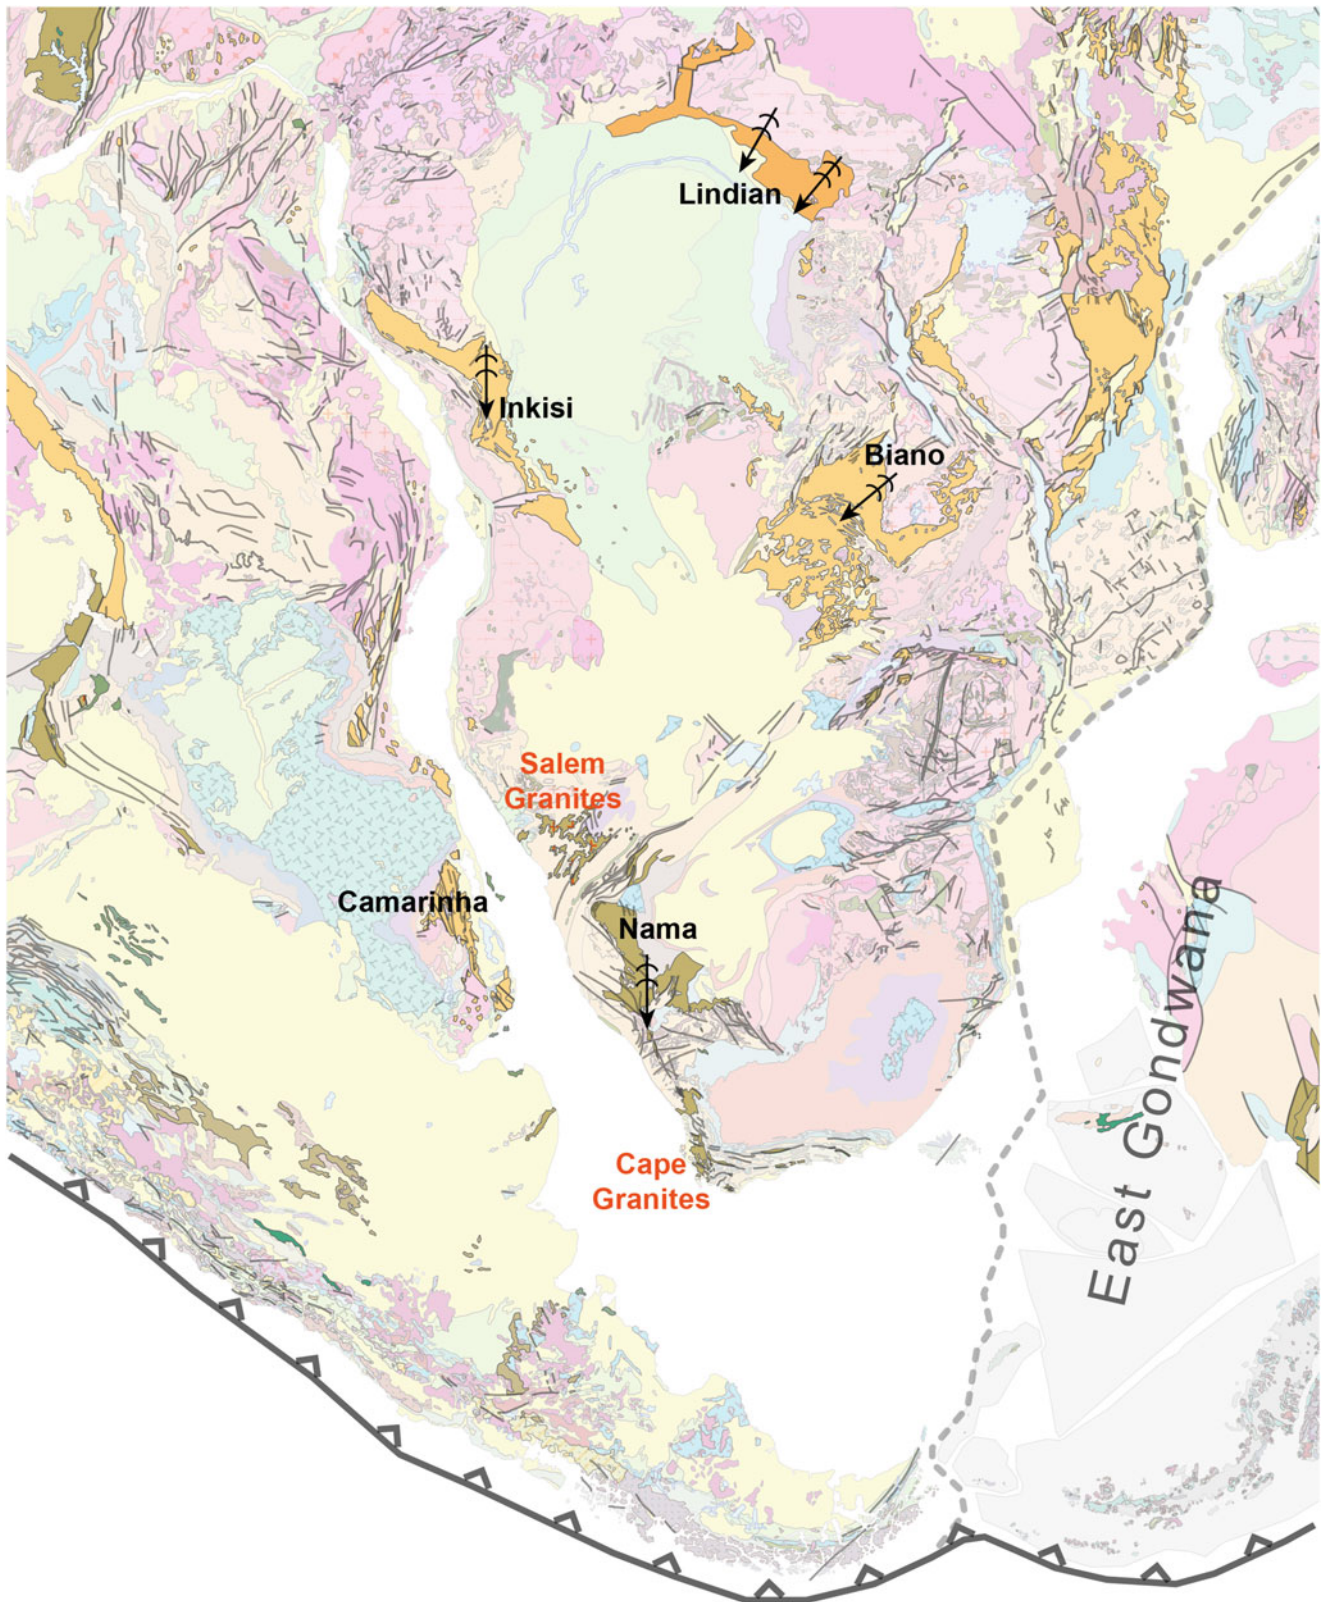 Lindian
Inkisi
Biano
Salem
Granites
Camarinha
Nama
East Gondwana
Cape
Granites